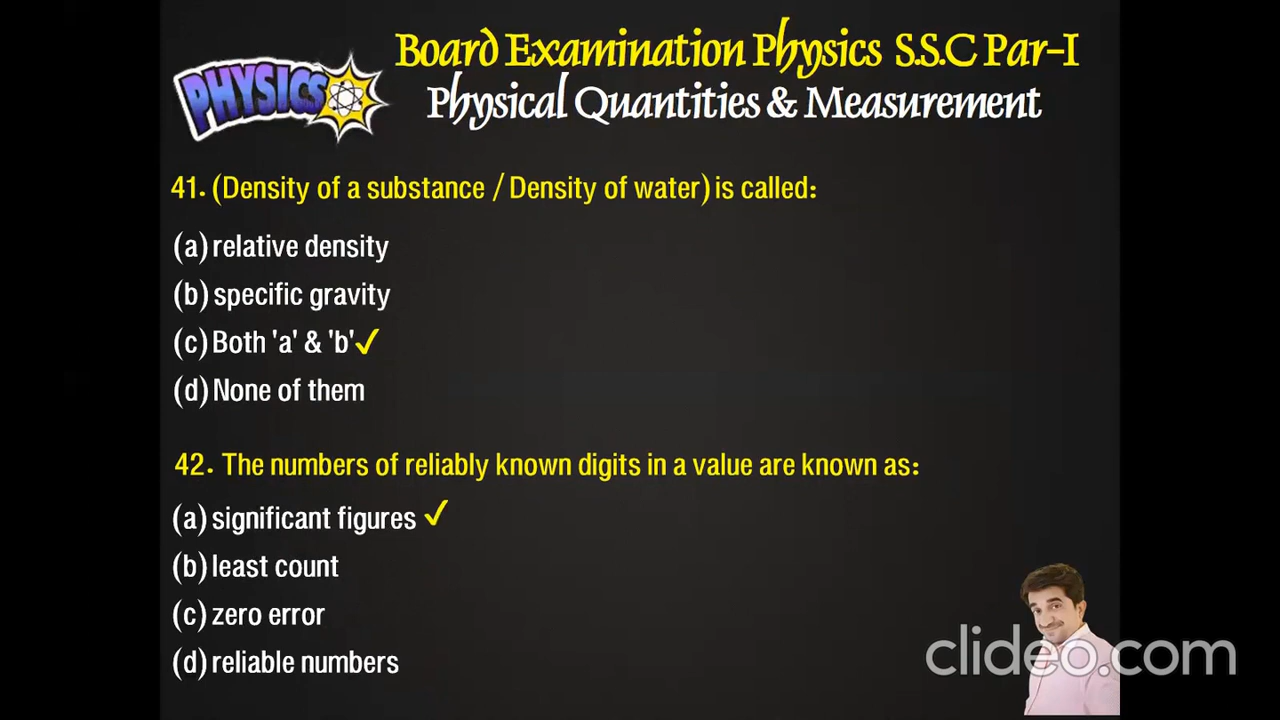 Board Examination Physics S.S.C Par-I
PHYSICS
Physical Quantities & Measurement
41. (Density of a substance / Density of water) is called:
(a) relative density
(b) specific gravity
(c) Both 'a' & 'b'✓
(d) None of them
42. The numbers of reliably known digits in a value are known as:
(a) significant figures ✓
(b) least count
(c) zero error
(d) reliable numbers
clideo.com